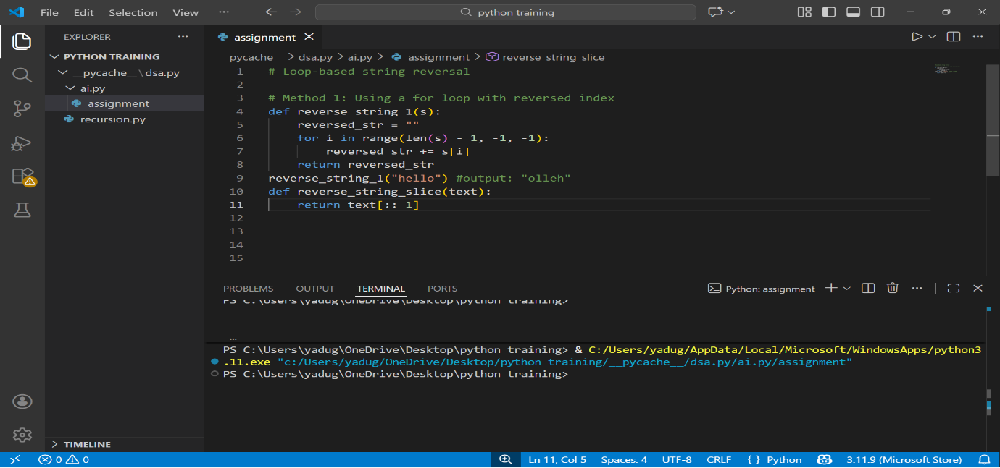 File Edit Selection View ··· python training
EXPLORER ···
PYTHON TRAINING
__pycache__ \ dsa.py
ai.py
assignment
recursion.py
TIMELINE
assignment
__pycache__ > dsa.py > ai.py > assignment > reverse_string_slice
1 # Loop-based string reversal
2
3 # Method 1: Using a for loop with reversed index
4 def reverse_string_1(s):
5     reversed_str = ""
6     for i in range(len(s) - 1, -1, -1):
7         reversed_str += s[i]
8     return reversed_str
9 reverse_string_1("hello") #output: "olleh"
10 def reverse_string_slice(text):
11     return text[::-1]
12
13
14
15
PROBLEMS OUTPUT TERMINAL PORTS Python: assignment
PS C:\Users\yadug\OneDrive\Desktop\python training>
...
PS C:\Users\yadug\OneDrive\Desktop\python training> & C:/Users/yadug/AppData/Local/Microsoft/WindowsApps/python3
.11.exe "c:/Users/yadug/OneDrive/Desktop/python training/__pycache__/dsa.py/ai.py/assignment"
PS C:\Users\yadug\OneDrive\Desktop\python training>
0 0 Ln 11, Col 5 Spaces: 4 UTF-8 CRLF { } Python 3.11.9 (Microsoft Store)